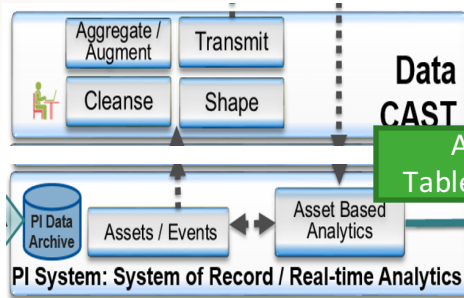 Aggregate /
Augment
Transmit
Cleanse
Shape
Data
CAST
A
Table
PI Data
Archive
Assets / Events
Asset Based
Analytics
PI System: System of Record / Real-time Analytics